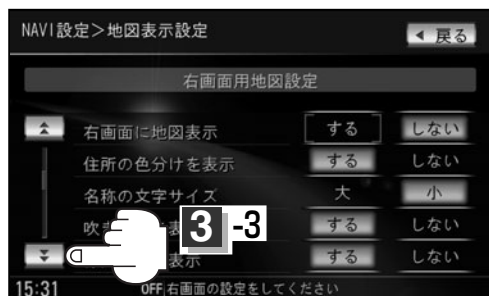 NAVI設定＞地図表示設定
戻る
右画面用地図設定
右画面に地図表示 する しない
住所の色分けを表示 する しない
名称の文字サイズ 大 小
吹き 表 する しない
表示 する しない
3-3
15:31 OFF 右画面の設定をしてください